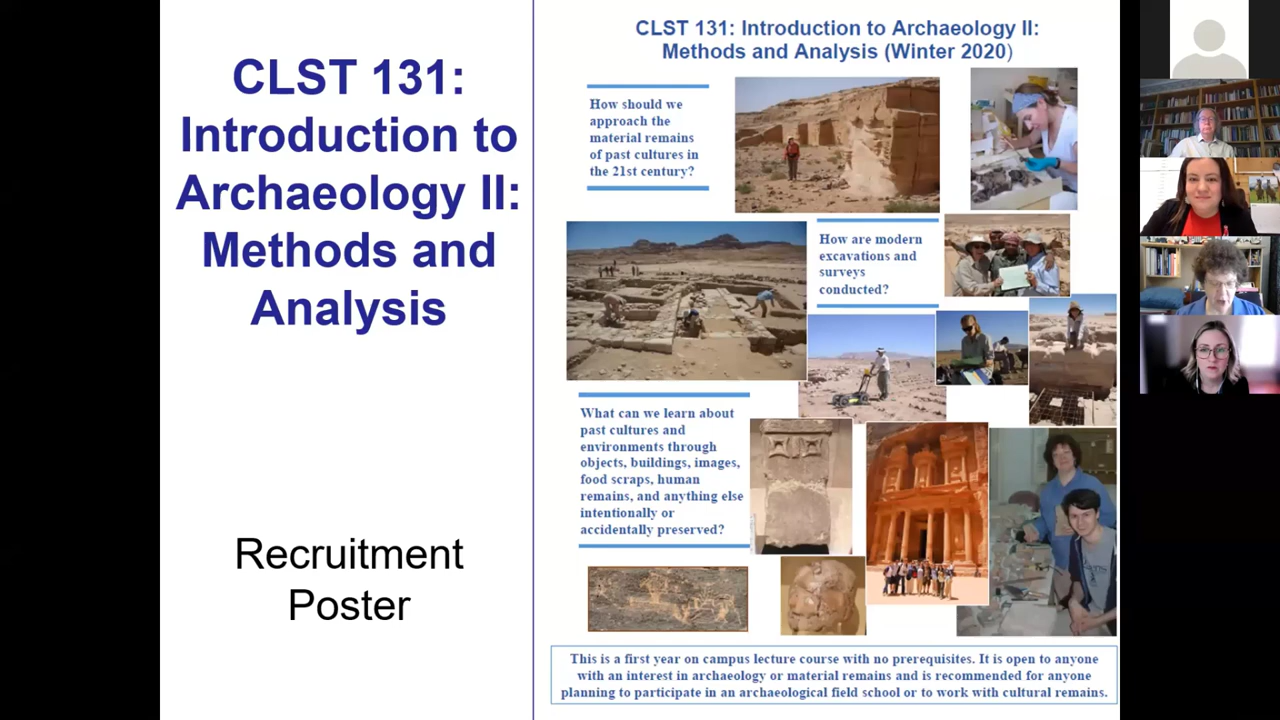 CLST 131:
Introduction to
Archaeology II:
Methods and
Analysis
Recruitment
Poster
CLST 131: Introduction to Archaeology II:
Methods and Analysis (Winter 2020)
How should we
approach the
material remains
of past cultures in
the 21st century?
How are modern
excavations and
surveys
conducted?
What can we learn about
past cultures and
environments through
objects, buildings, images,
food scraps, human
remains, and anything else
intentionally or
accidentally preserved?
This is a first year on campus lecture course with no prerequisites. It is open to anyone
with an interest in archaeology or material remains and is recommended for anyone
planning to participate in an archaeological field school or to work with cultural remains.